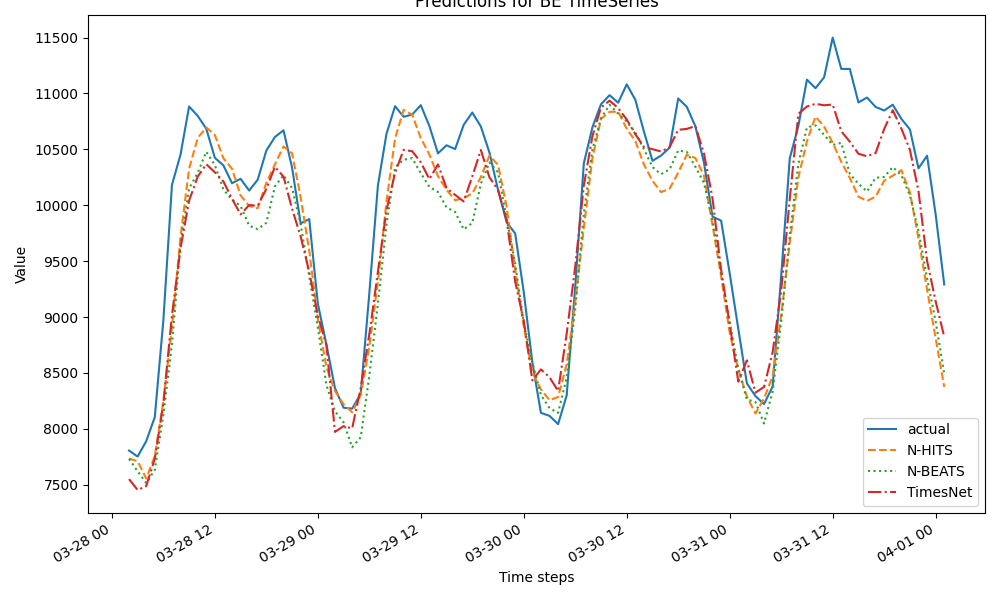 Predictions for BE TimeSeries
11500
11000
10500
10000
9500
9000
8500
8000
7500
Value
03-28 00
03-28 12
03-29 00
03-29 12
03-30 00
03-30 12
03-31 00
03-31 12
04-01 00
Time steps
actual
N-HITS
N-BEATS
TimesNet